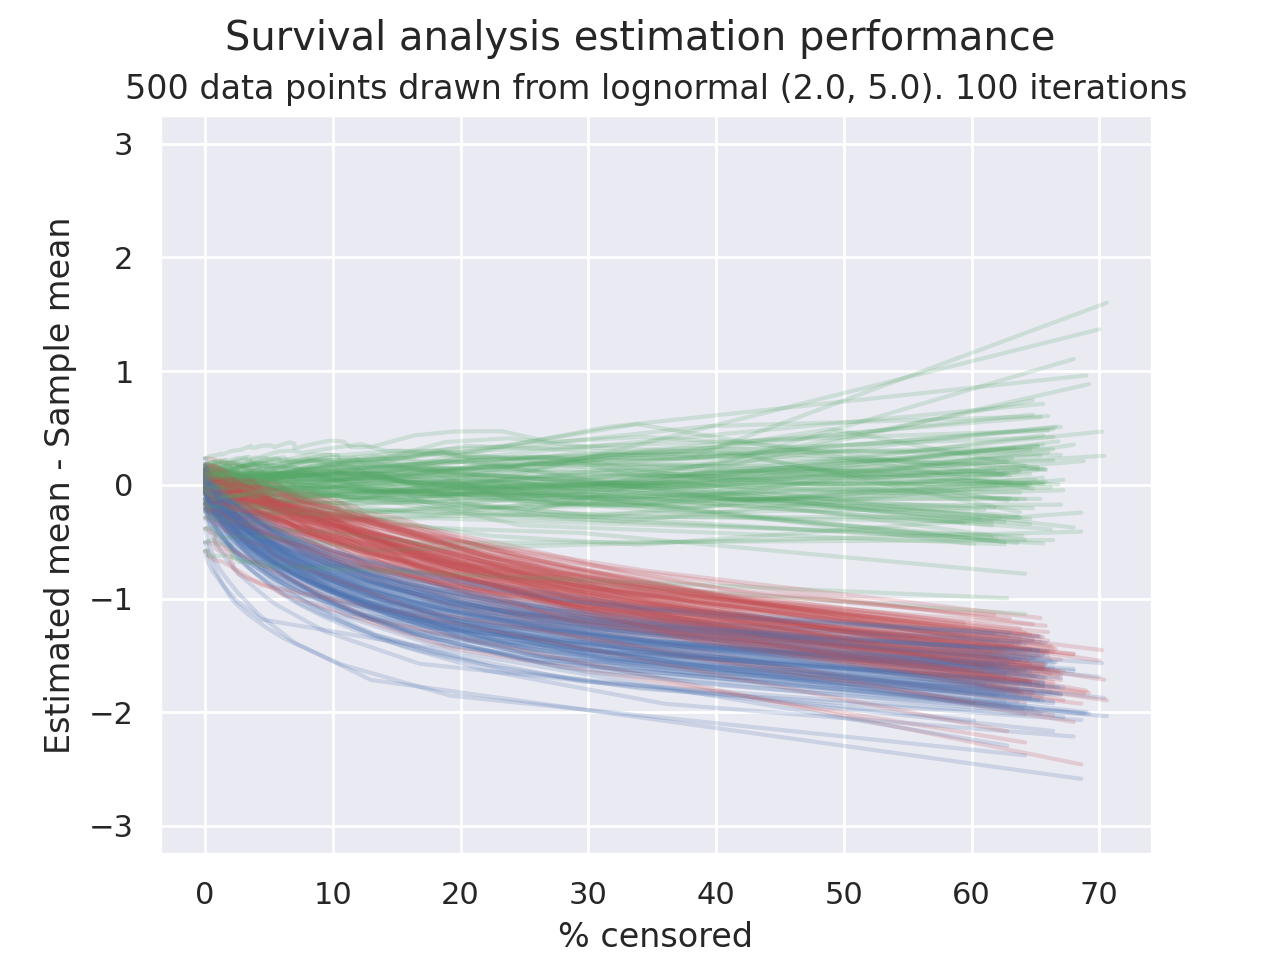 Survival analysis estimation performance
500 data points drawn from lognormal (2.0, 5.0). 100 iterations
Estimated mean - Sample mean
3
2
1
0
−1
−2
−3
0 10 20 30 40 50 60 70
% censored